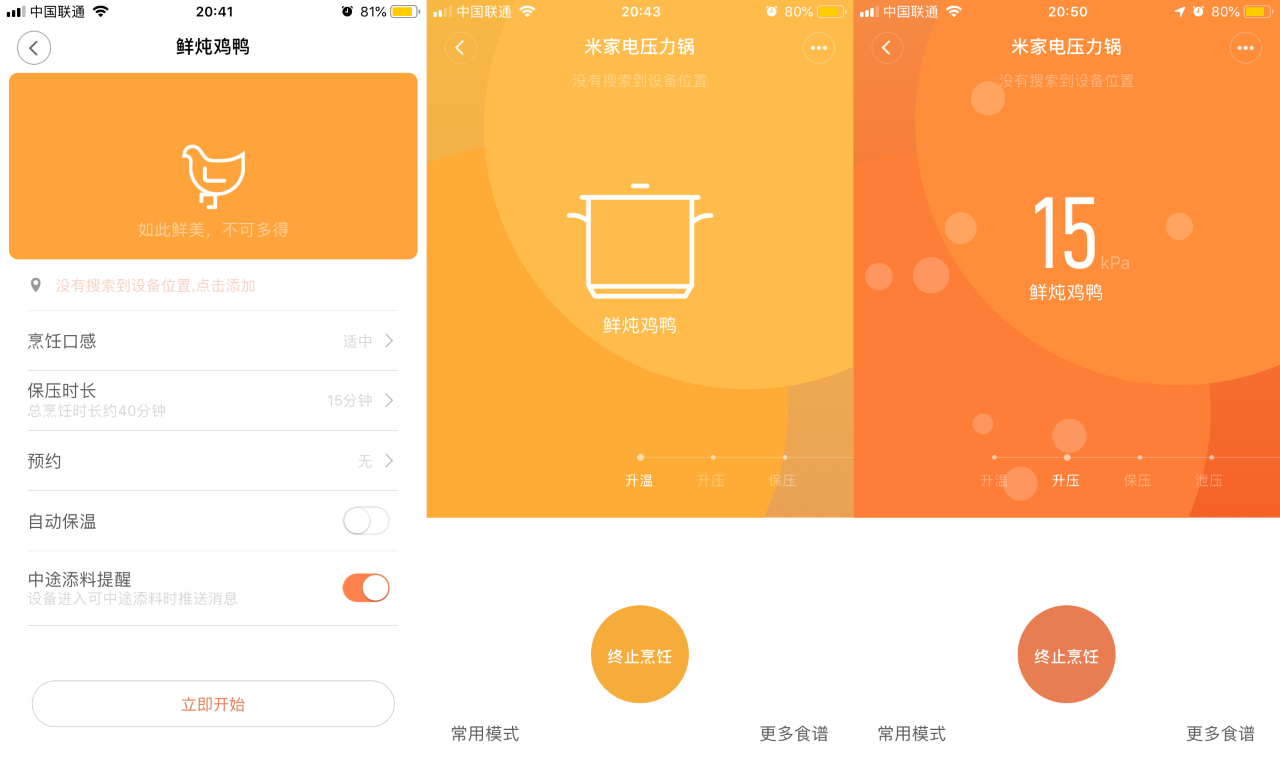 中国联通
20:41
81%
鲜炖鸡鸭
如此鲜美，不可多得
没有搜索到设备位置,点击添加
烹饪口感
适中
保压时长
总烹饪时长约40分钟
15分钟
预约
无
自动保温
中途添料提醒
设备进入可中途添料时推送消息
立即开始
中国联通
20:43
80%
米家电压力锅
没有搜索到设备位置
鲜炖鸡鸭
升温
升压
保压
终止烹饪
常用模式
更多食谱
中国联通
20:50
80%
米家电压力锅
没有搜索到设备位置
15 kPa
鲜炖鸡鸭
升温
升压
保压
泄压
终止烹饪
常用模式
更多食谱